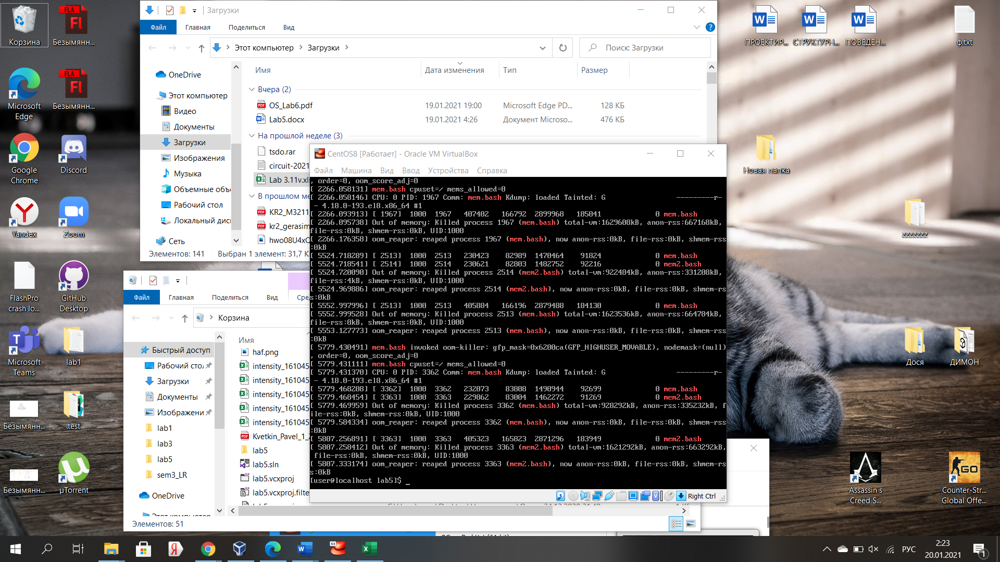 Корзина
Безымянн...
Microsoft Edge
Безымянн...
Google Chrome
Discord
Yandex
Zoom
FlashPro crash lo...
GitHub Desktop
Microsoft Teams
lab1
Безымянн...
test
Безымянн...
µTorrent
Загрузки
Файл Главная Поделиться Вид
Этот компьютер Загрузки
Поиск: Загрузки
Имя Дата изменения Тип Размер
OneDrive
Этот компьютер
Видео
Документы
Загрузки
Изображения
Музыка
Объемные объ
Рабочий стол
Локальный дис
Сеть
Вчера (2)
OS_Lab6.pdf 19.01.2021 19:00 Microsoft Edge PD... 128 КБ
Lab5.docx 19.01.2021 4:26 Документ Microso... 476 КБ
На прошлой неделе (3)
tsdo.rar
circuit-2021
Lab 3.11v.xls
В прошлом ме
KR2_M3211
kr2_gerasim
hwo08U4xC
Элементов: 141 Выбран 1 элемент: 31,7 К
CentOS8 [Работает] - Oracle VM VirtualBox
Файл Машина Вид Ввод Устройства Справка
, order=0, oom_score_adj=0
[ 2266.058131] mem.bash cpuset=/ mems_allowed=0
[ 2266.058146] CPU: 0 PID: 1967 Comm: mem.bash Kdump: loaded Tainted: G ---------r-
- 4.18.0-193.el8.x86_64 #1
[ 2266.093913] [ 1967] 1000 1967 407402 166792 2899968 185041 0 mem.bash
[ 2266.095738] Out of memory: Killed process 1967 (mem.bash) total-vm:1629608kB, anon-rss:667168kB,
file-rss:0kB, shmem-rss:0kB, UID:1000
[ 2266.176358] oom_reaper: reaped process 1967 (mem.bash), now anon-rss:0kB, file-rss:0kB, shmem-rss
:0kB
[ 5524.718289] [ 2513] 1000 2513 230423 82989 1470464 91824 0 mem.bash
[ 5524.718541] [ 2514] 1000 2514 230621 82803 1482752 92216 0 mem2.bash
[ 5524.720090] Out of memory: Killed process 2514 (mem2.bash) total-vm:922484kB, anon-rss:331208kB,
file-rss:4kB, shmem-rss:0kB, UID:1000
[ 5524.969886] oom_reaper: reaped process 2514 (mem2.bash), now anon-rss:0kB, file-rss:0kB, shmem-rs
s:0kB
[ 5552.997996] [ 2513] 1000 2513 405884 166196 2879488 184130 0 mem.bash
[ 5552.999528] Out of memory: Killed process 2513 (mem.bash) total-vm:1623536kB, anon-rss:664784kB,
file-rss:0kB, shmem-rss:0kB, UID:1000
[ 5553.127773] oom_reaper: reaped process 2513 (mem.bash), now anon-rss:0kB, file-rss:0kB, shmem-rss
:0kB
[ 5779.430491] mem.bash invoked oom-killer: gfp_mask=0x6200ca(GFP_HIGHUSER_MOVABLE), nodemask=(null)
, order=0, oom_score_adj=0
[ 5779.431111] mem.bash cpuset=/ mems_allowed=0
[ 5779.431370] CPU: 0 PID: 3362 Comm: mem.bash Kdump: loaded Tainted: G ---------r-
- 4.18.0-193.el8.x86_64 #1
[ 5779.468208] [ 3362] 1000 3362 232073 83808 1490944 92699 0 mem.bash
[ 5779.468454] [ 3363] 1000 3363 229862 83004 1462272 91269 0 mem2.bash
[ 5779.469959] Out of memory: Killed process 3362 (mem.bash) total-vm:928292kB, anon-rss:335232kB, f
ile-rss:0kB, shmem-rss:0kB, UID:1000
[ 5779.584334] oom_reaper: reaped process 3362 (mem.bash), now anon-rss:0kB, file-rss:0kB, shmem-rss
:0kB
[ 5807.256891] [ 3363] 1000 3363 405323 165823 2871296 183949 0 mem2.bash
[ 5807.258412] Out of memory: Killed process 3363 (mem2.bash) total-vm:1621292kB, anon-rss:663292kB,
file-rss:0kB, shmem-rss:0kB, UID:1000
[ 5807.333174] oom_reaper: reaped process 3363 (mem2.bash), now anon-rss:0kB, file-rss:0kB, shmem-rs
s:0kB
[user@localhost lab5]$ _
Right Ctrl
Файл Главная Поделиться Вид Сре
Корзина
Имя
Быстрый доступ
Рабочий стол
Загрузки
Документы
Изображени
lab1
lab3
lab5
sem3_LR
OneDrive
haf.png
intensity_161045
intensity_161045
intensity_161045
intensity_161045
intensity_161045
Kvetkin_Pavel_1_
lab5
lab5.sln
lab5.vcxproj
lab5.vcxproj.filte
Элементов: 51
ПРОЕКТИР...
СТРУКТУРН...
ПОВЕДЕН...
ф.txt
Новая папка
zzzzzzz
Дося
ДИМОН
Assassin s Creed S...
Counter-Str... Global Offe...
РУС
2:23
20.01.2021
1